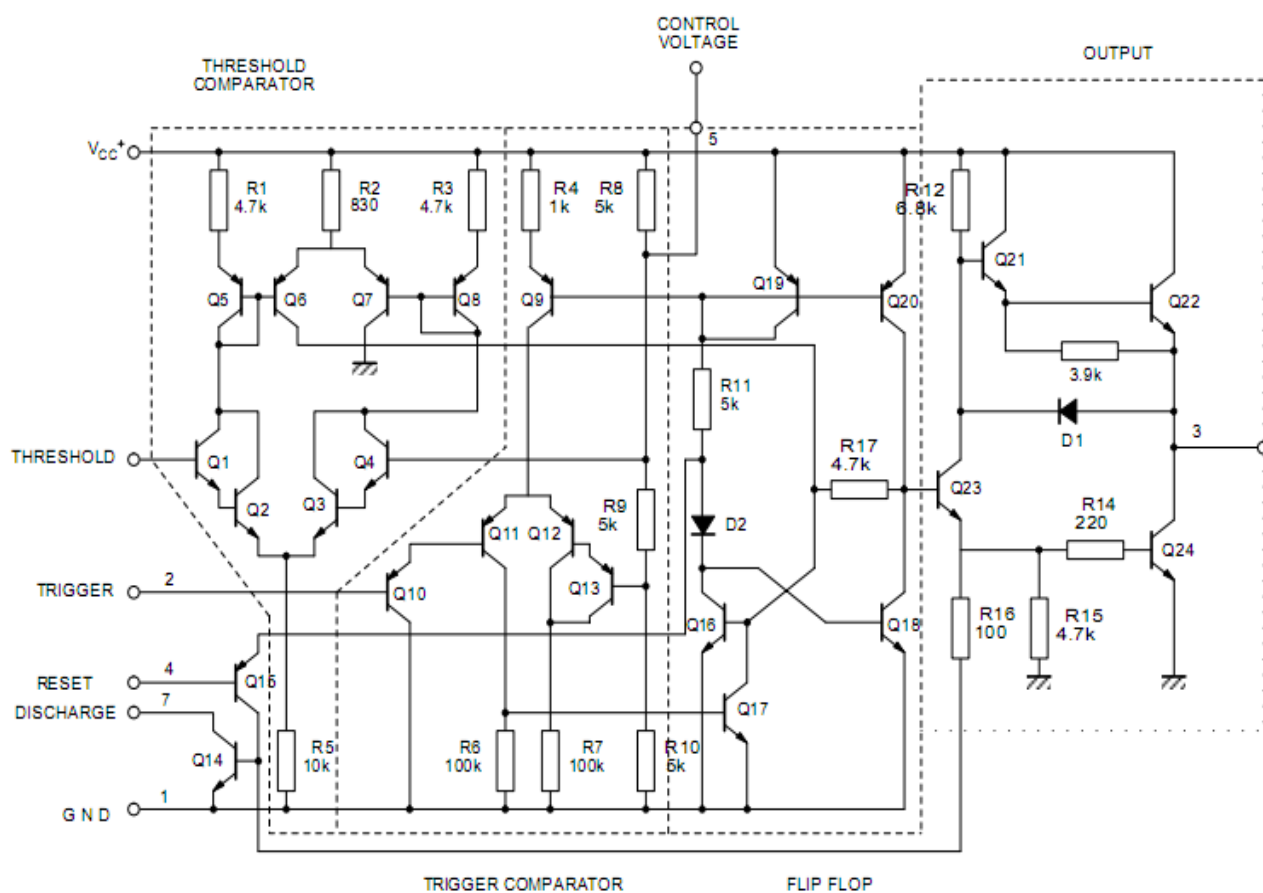 CONTROL
VOLTAGE
THRESHOLD
COMPARATOR
OUTPUT
5
VCC+
R1
4.7k
R2
830
R3
4.7k
R4
1k
R8
5k
R12
6.8k
Q5
Q6
Q7
Q8
Q9
Q19
Q20
Q21
Q22
3.9k
R11
5k
D1
3
THRESHOLD
Q1
Q2
Q3
Q4
R17
4.7k
Q23
R9
5k
D2
R14
220
Q11
Q12
Q24
TRIGGER
2
Q10
Q13
Q16
Q18
R16
100
R15
4.7k
RESET
4
Q15
DISCHARGE
7
Q17
Q14
R5
10k
R6
100k
R7
100k
R10
5k
GND
1
TRIGGER COMPARATOR
FLIP FLOP